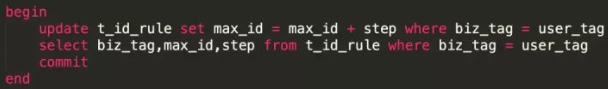 begin
update t_id_rule set max_id = max_id + step where biz_tag = user_tag
select biz_tag,max_id,step from t_id_rule where biz_tag = user_tag
commit
end